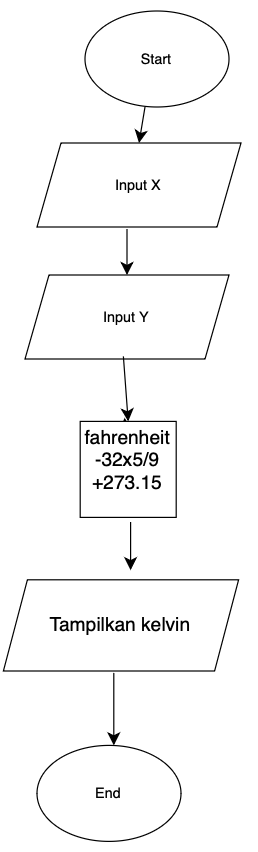 Start
Input X
Input Y
fahrenheit
-32x5/9
+273.15
Tampilkan kelvin
End